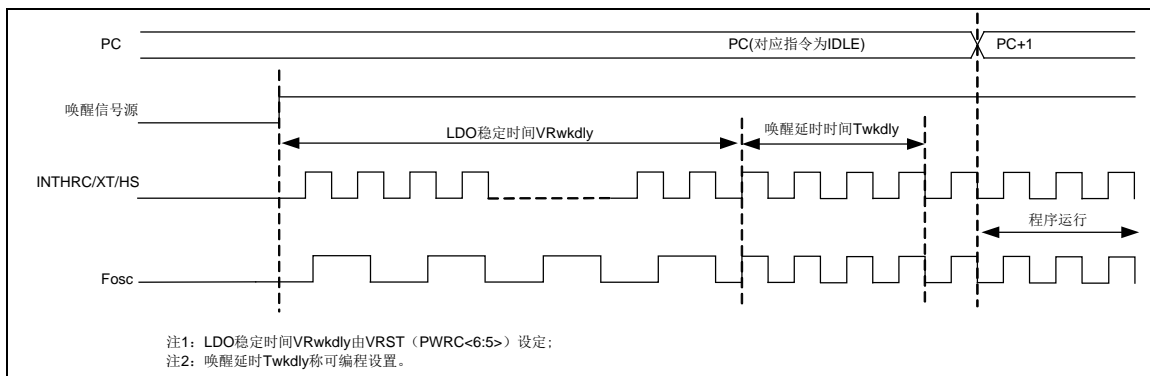 PC
PC(对应指令为IDLE)
PC+1
唤醒信号源
LDO稳定时间VRwkdly
唤醒延时时间Twkdly
INTHRC/XT/HS
程序运行
Fosc
注1：LDO稳定时间VRwkdly由VRST（PWRC<6:5>）设定;
注2：唤醒延时Twkdly称可编程设置。